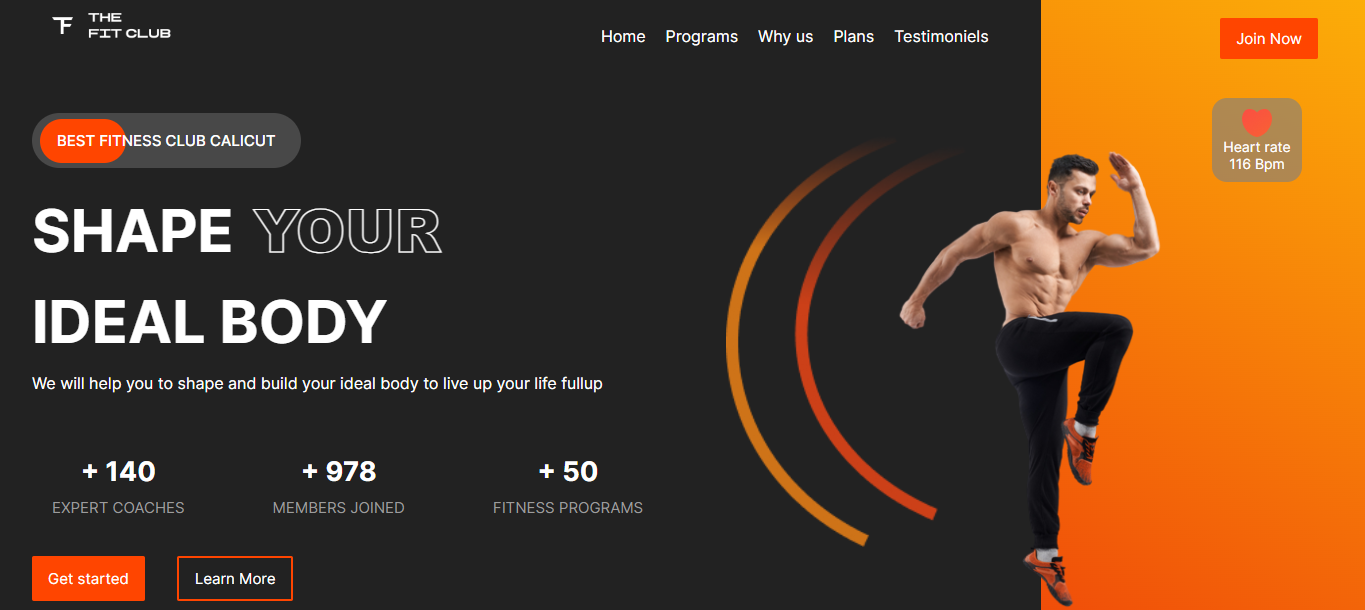 THE
FIT CLUB
Home Programs Why us Plans Testimoniels
Join Now
BEST FITNESS CLUB CALICUT
Heart rate
116 Bpm
SHAPE YOUR
IDEAL BODY
We will help you to shape and build your ideal body to live up your life fullup
+ 140 + 978 + 50
EXPERT COACHES MEMBERS JOINED FITNESS PROGRAMS
Get started Learn More